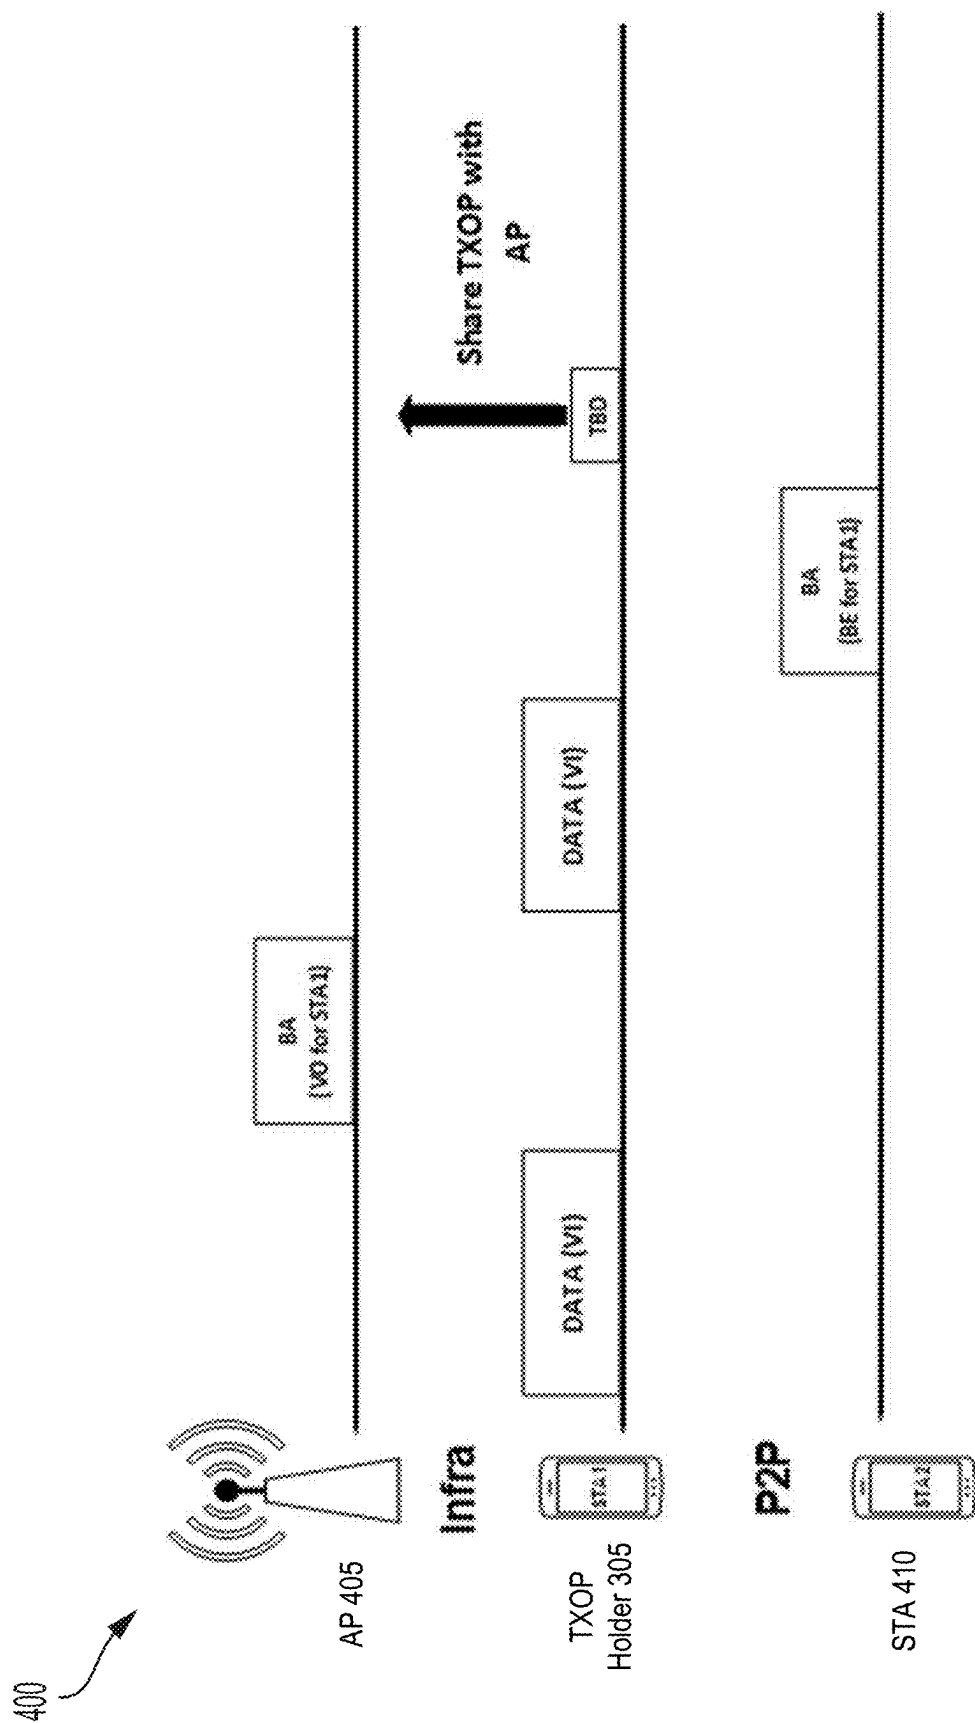 400
AP 405
BA
(VO for STA1)
Infra
Share TXOP with
AP
TXOP
Holder 305
STA 1
DATA (VI)
DATA (VI)
TBD
P2P
STA 410
STA 2
BA
(BE for STA1)